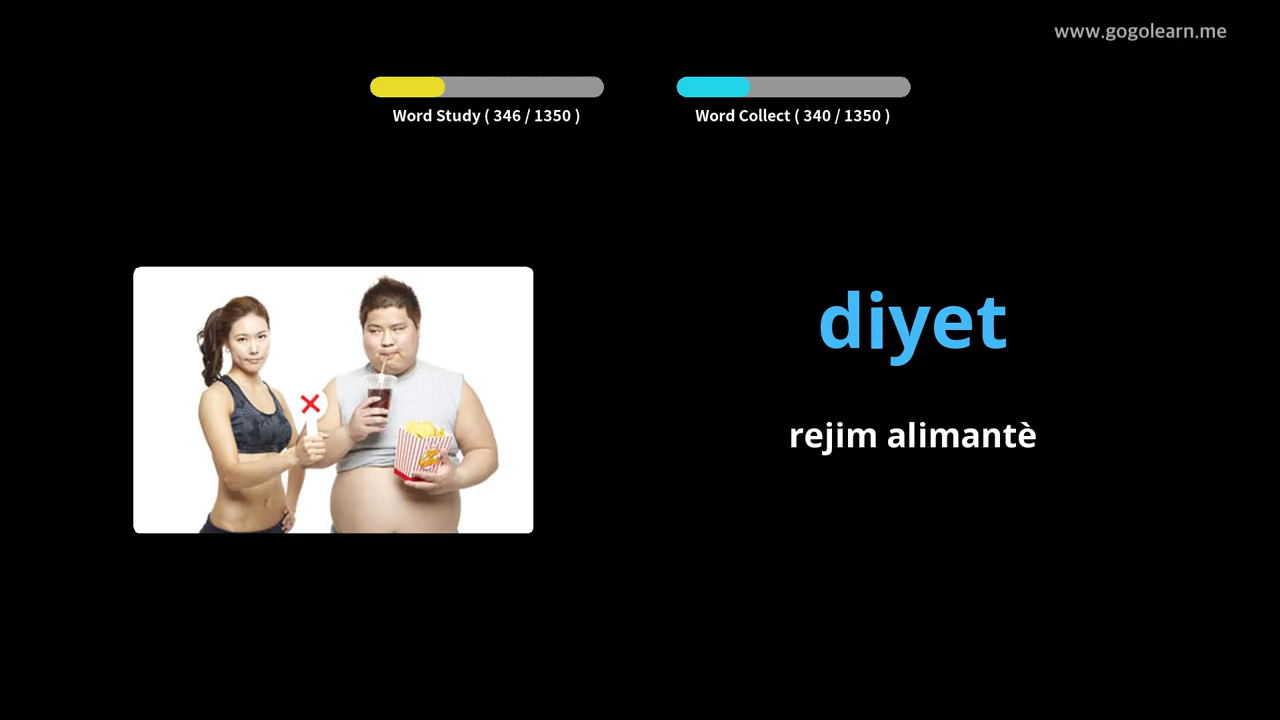 www.gogolearn.me
Word Study ( 346 / 1350 )
Word Collect ( 340 / 1350 )
diyet
rejim alimantè